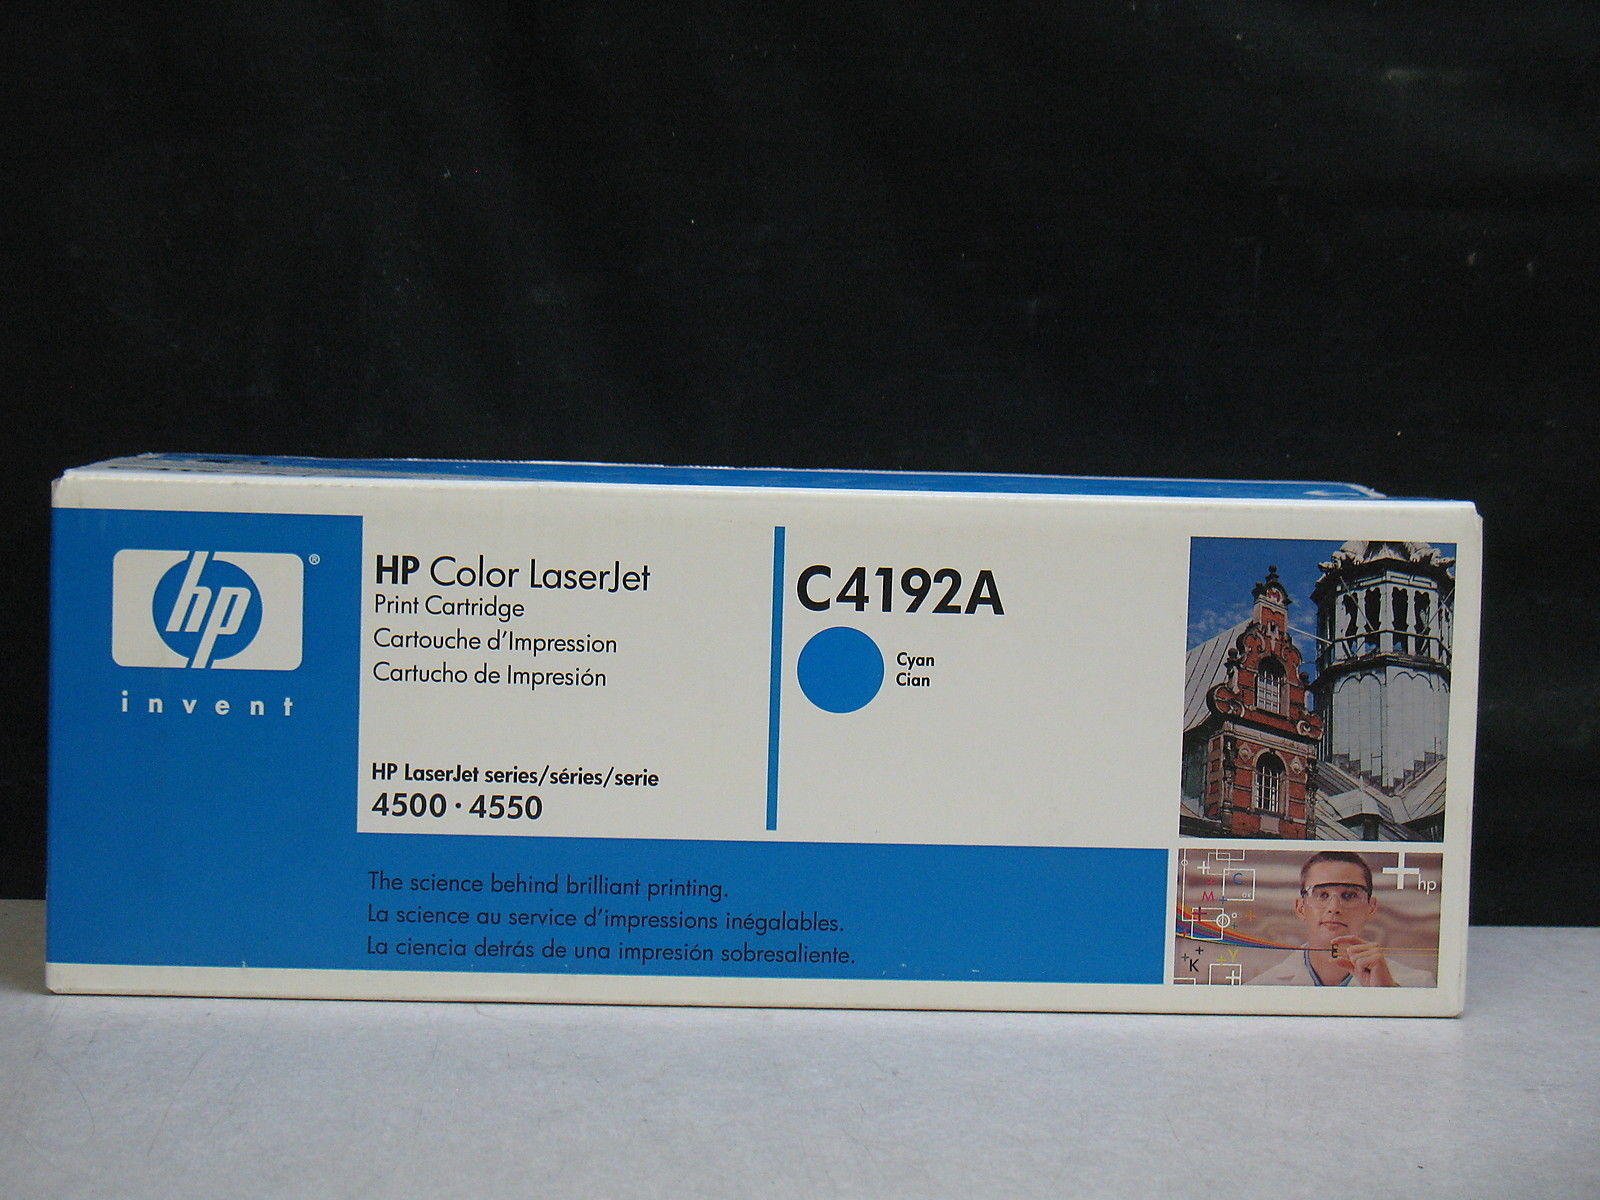 hp®
invent
HP Color LaserJet
Print Cartridge
Cartouche d'Impression
Cartucho de Impresión
HP LaserJet series/séries/serie
4500 · 4550
C4192A
Cyan
Cian
The science behind brilliant printing.
La science au service d'impressions inégalables.
La ciencia detrás de una impresión sobresaliente.
+hp
C
M
E
Y
K